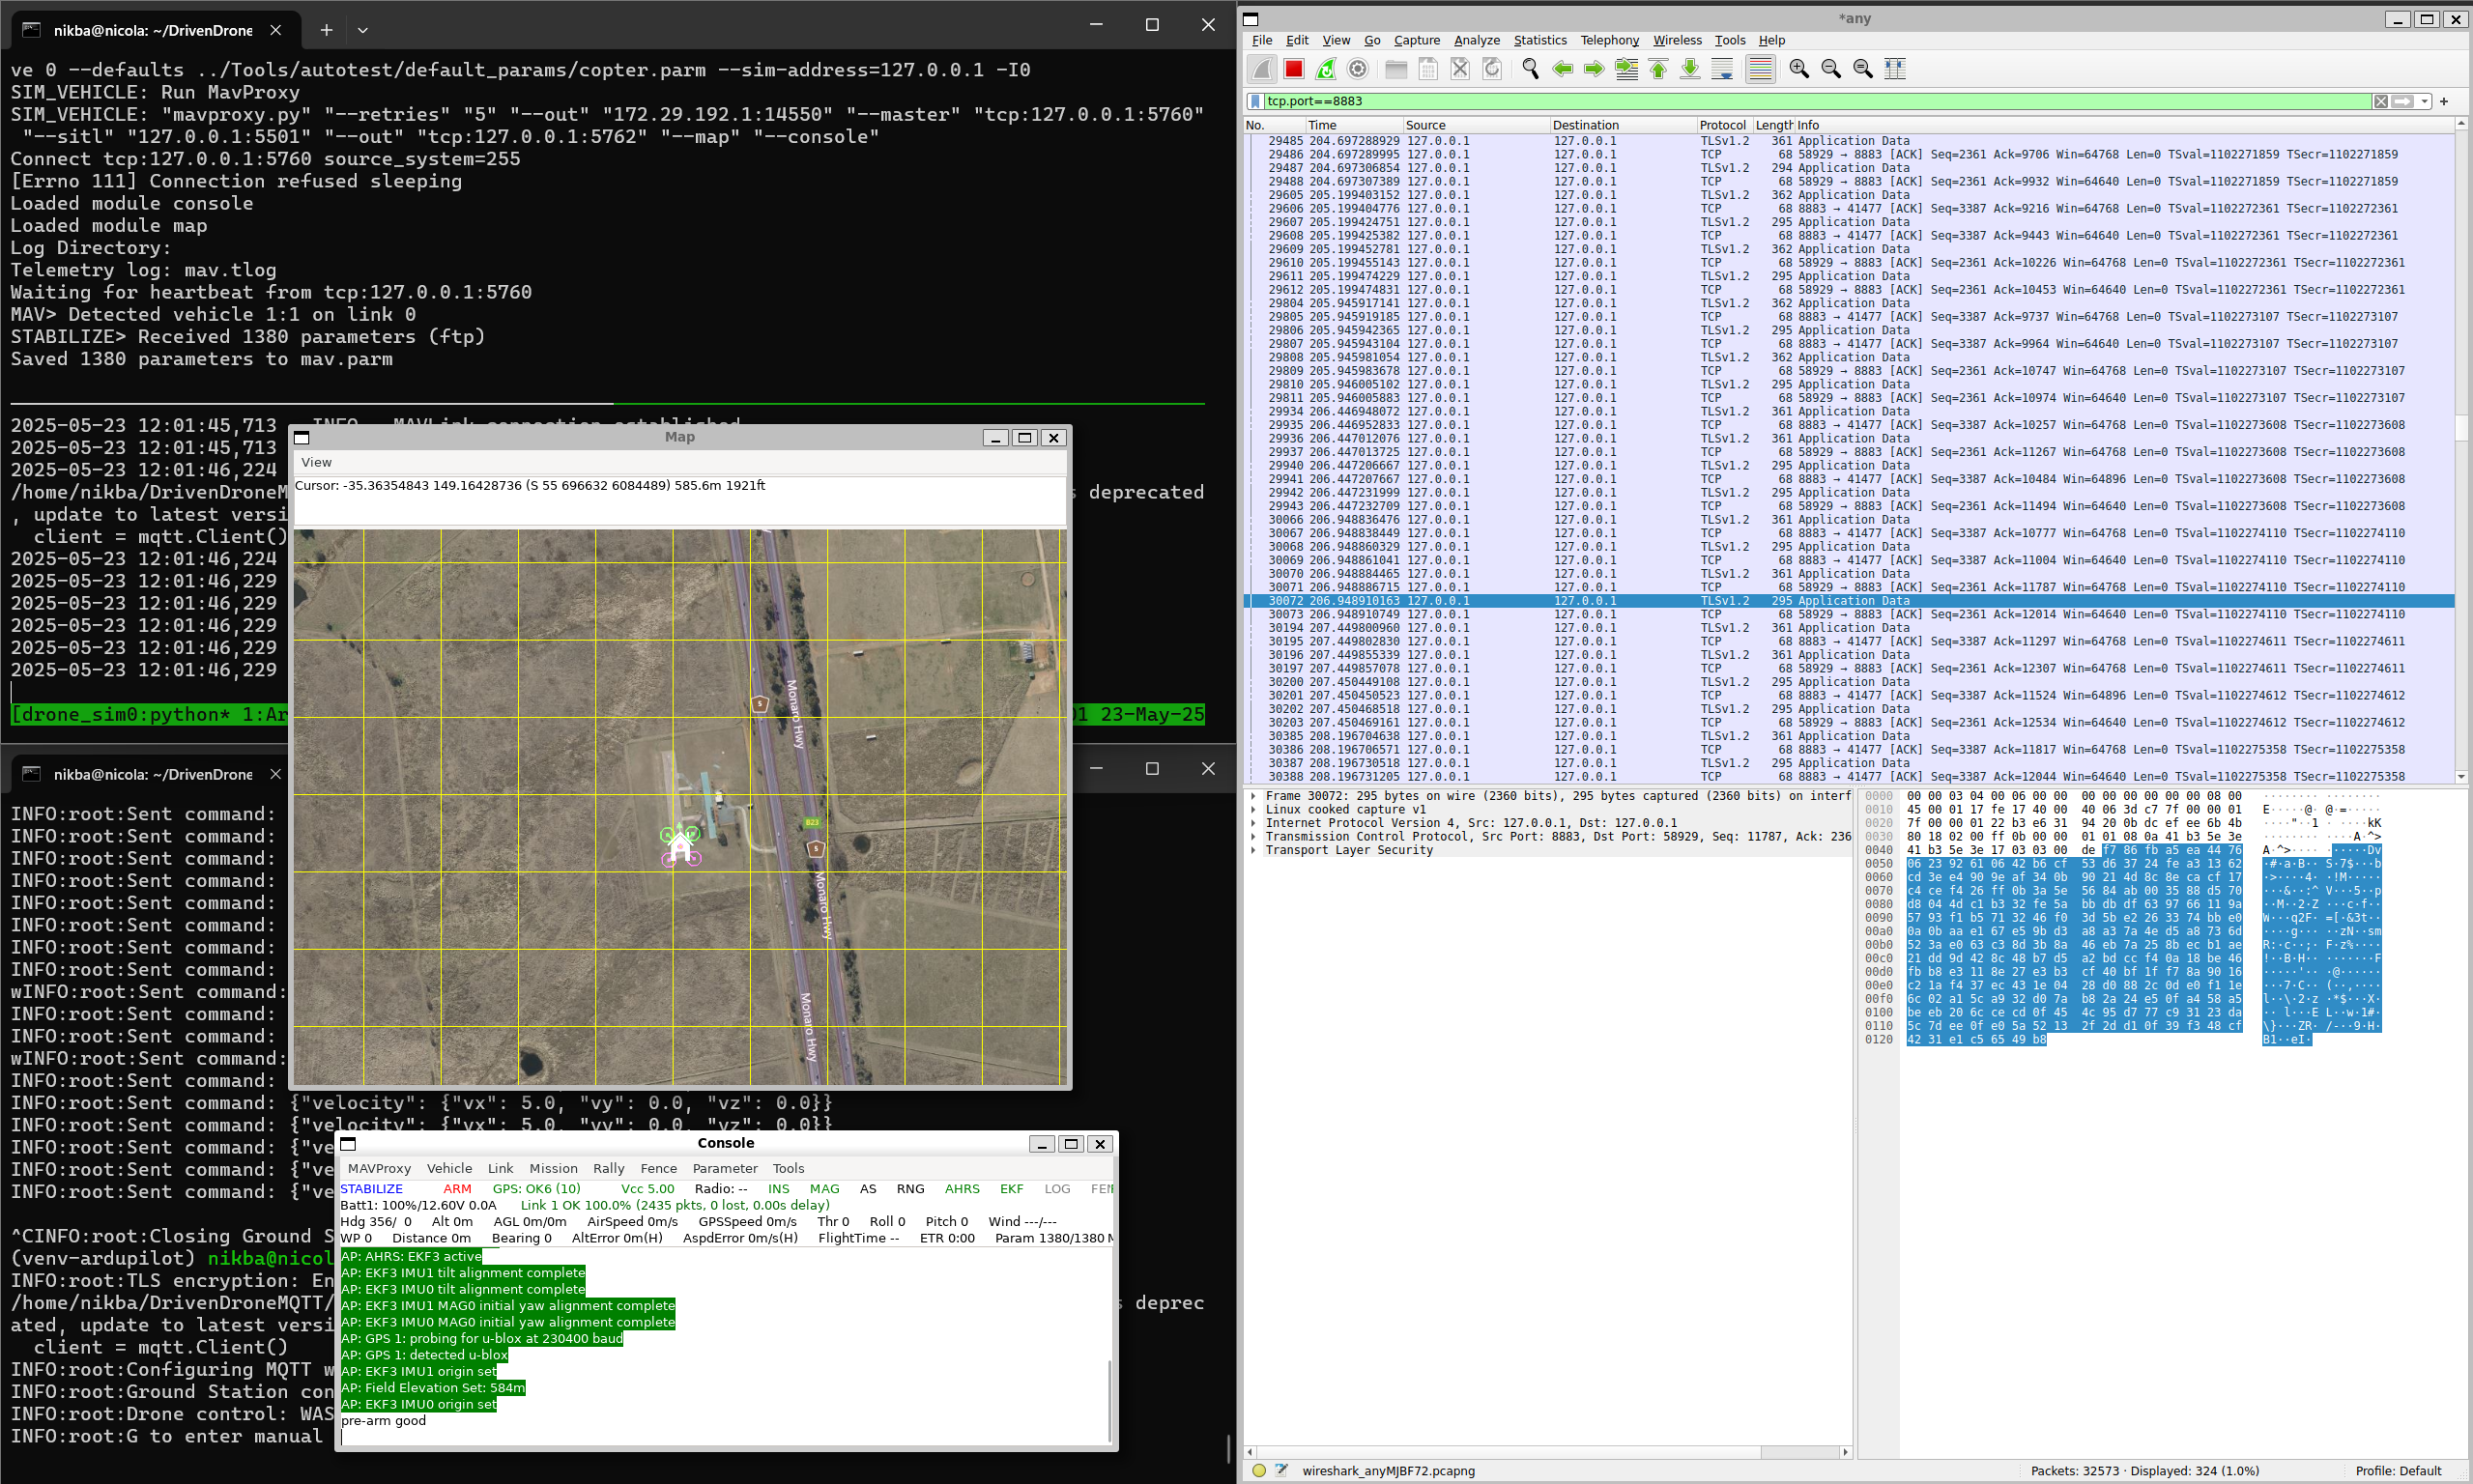 nikba@nicola: ~/DrivenDrone
ve 0 --defaults ../Tools/autotest/default_params/copter.parm --sim-address=127.0.0.1 -I0
SIM_VEHICLE: Run MavProxy
SIM_VEHICLE: "mavproxy.py" "--retries" "5" "--out" "172.29.192.1:14550" "--master" "tcp:127.0.0.1:5760"
"--sitl" "127.0.0.1:5501" "--out" "tcp:127.0.0.1:5762" "--map" "--console"
Connect tcp:127.0.0.1:5760 source_system=255
[Errno 111] Connection refused sleeping
Loaded module console
Loaded module map
Log Directory:
Telemetry log: mav.tlog
Waiting for heartbeat from tcp:127.0.0.1:5760
MAV> Detected vehicle 1:1 on link 0
STABILIZE> Received 1380 parameters (ftp)
Saved 1380 parameters to mav.parm
2025-05-23 12:01:45,713
2025-05-23 12:01:45,713
2025-05-23 12:01:46,224
/home/nikba/DrivenDroneM s deprecated
, update to latest versi
client = mqtt.Client()
2025-05-23 12:01:46,224
2025-05-23 12:01:46,229
2025-05-23 12:01:46,229
2025-05-23 12:01:46,229
2025-05-23 12:01:46,229
2025-05-23 12:01:46,229
[drone_sim0:python* 1:Ar 01 23-May-25
Map
View
Cursor: -35.36354843 149.16428736 (S 55 696632 6084489) 585.6m 1921ft
Monaro Hwy
B23
Monaro Hwy
Monaro Hwy
nikba@nicola: ~/DrivenDrone
INFO:root:Sent command:
INFO:root:Sent command:
INFO:root:Sent command:
INFO:root:Sent command:
INFO:root:Sent command:
INFO:root:Sent command:
INFO:root:Sent command:
INFO:root:Sent command:
wINFO:root:Sent command:
INFO:root:Sent command:
INFO:root:Sent command:
wINFO:root:Sent command:
INFO:root:Sent command:
INFO:root:Sent command: {"velocity": {"vx": 5.0, "vy": 0.0, "vz": 0.0}}
INFO:root:Sent command: {"velocity": {"vx": 5.0, "vy": 0.0, "vz": 0.0}}
INFO:root:Sent command: {"ve
INFO:root:Sent command: {"ve
INFO:root:Sent command: {"ve
^CINFO:root:Closing Ground S
(venv-ardupilot) nikba@nicol
INFO:root:TLS encryption: En
/home/nikba/DrivenDroneMQTT/ s deprec
ated, update to latest versi
client = mqtt.Client()
INFO:root:Configuring MQTT w
INFO:root:Ground Station con
INFO:root:Drone control: WAS
INFO:root:G to enter manual
Console
MAVProxy Vehicle Link Mission Rally Fence Parameter Tools
STABILIZE ARM GPS: OK6 (10) Vcc 5.00 Radio: -- INS MAG AS RNG AHRS EKF LOG FEN
Batt1: 100%/12.60V 0.0A Link 1 OK 100.0% (2435 pkts, 0 lost, 0.00s delay)
Hdg 356/ 0 Alt 0m AGL 0m/0m AirSpeed 0m/s GPSSpeed 0m/s Thr 0 Roll 0 Pitch 0 Wind ---/---
WP 0 Distance 0m Bearing 0 AltError 0m(H) AspdError 0m/s(H) FlightTime -- ETR 0:00 Param 1380/1380 M
AP: AHRS: EKF3 active
AP: EKF3 IMU1 tilt alignment complete
AP: EKF3 IMU0 tilt alignment complete
AP: EKF3 IMU1 MAG0 initial yaw alignment complete
AP: EKF3 IMU0 MAG0 initial yaw alignment complete
AP: GPS 1: probing for u-blox at 230400 baud
AP: GPS 1: detected u-blox
AP: EKF3 IMU1 origin set
AP: Field Elevation Set: 584m
AP: EKF3 IMU0 origin set
pre-arm good
*any
File Edit View Go Capture Analyze Statistics Telephony Wireless Tools Help
tcp.port==8883
No. Time Source Destination Protocol Length Info
29485 204.697288929 127.0.0.1 127.0.0.1 TLSv1.2 361 Application Data
29486 204.697289995 127.0.0.1 127.0.0.1 TCP 68 58929 → 8883 [ACK] Seq=2361 Ack=9706 Win=64768 Len=0 TSval=1102271859 TSecr=1102271859
29487 204.697306854 127.0.0.1 127.0.0.1 TLSv1.2 294 Application Data
29488 204.697307389 127.0.0.1 127.0.0.1 TCP 68 58929 → 8883 [ACK] Seq=2361 Ack=9932 Win=64640 Len=0 TSval=1102271859 TSecr=1102271859
29605 205.199403152 127.0.0.1 127.0.0.1 TLSv1.2 362 Application Data
29606 205.199404776 127.0.0.1 127.0.0.1 TCP 68 8883 → 41477 [ACK] Seq=3387 Ack=9216 Win=64768 Len=0 TSval=1102272361 TSecr=1102272361
29607 205.199424751 127.0.0.1 127.0.0.1 TLSv1.2 295 Application Data
29608 205.199425382 127.0.0.1 127.0.0.1 TCP 68 8883 → 41477 [ACK] Seq=3387 Ack=9443 Win=64640 Len=0 TSval=1102272361 TSecr=1102272361
29609 205.199452781 127.0.0.1 127.0.0.1 TLSv1.2 362 Application Data
29610 205.199455143 127.0.0.1 127.0.0.1 TCP 68 58929 → 8883 [ACK] Seq=2361 Ack=10226 Win=64768 Len=0 TSval=1102272361 TSecr=1102272361
29611 205.199474229 127.0.0.1 127.0.0.1 TLSv1.2 295 Application Data
29612 205.199474831 127.0.0.1 127.0.0.1 TCP 68 58929 → 8883 [ACK] Seq=2361 Ack=10453 Win=64640 Len=0 TSval=1102272361 TSecr=1102272361
29804 205.945917141 127.0.0.1 127.0.0.1 TLSv1.2 362 Application Data
29805 205.945919185 127.0.0.1 127.0.0.1 TCP 68 8883 → 41477 [ACK] Seq=3387 Ack=9737 Win=64768 Len=0 TSval=1102273107 TSecr=1102273107
29806 205.945942365 127.0.0.1 127.0.0.1 TLSv1.2 295 Application Data
29807 205.945943104 127.0.0.1 127.0.0.1 TCP 68 8883 → 41477 [ACK] Seq=3387 Ack=9964 Win=64640 Len=0 TSval=1102273107 TSecr=1102273107
29808 205.945981054 127.0.0.1 127.0.0.1 TLSv1.2 362 Application Data
29809 205.945983678 127.0.0.1 127.0.0.1 TCP 68 58929 → 8883 [ACK] Seq=2361 Ack=10747 Win=64768 Len=0 TSval=1102273107 TSecr=1102273107
29810 205.946005102 127.0.0.1 127.0.0.1 TLSv1.2 295 Application Data
29811 205.946005883 127.0.0.1 127.0.0.1 TCP 68 58929 → 8883 [ACK] Seq=2361 Ack=10974 Win=64640 Len=0 TSval=1102273107 TSecr=1102273107
29934 206.446948072 127.0.0.1 127.0.0.1 TLSv1.2 361 Application Data
29935 206.446952833 127.0.0.1 127.0.0.1 TCP 68 8883 → 41477 [ACK] Seq=3387 Ack=10257 Win=64768 Len=0 TSval=1102273608 TSecr=1102273608
29936 206.447012076 127.0.0.1 127.0.0.1 TLSv1.2 361 Application Data
29937 206.447013725 127.0.0.1 127.0.0.1 TCP 68 58929 → 8883 [ACK] Seq=2361 Ack=11267 Win=64768 Len=0 TSval=1102273608 TSecr=1102273608
29940 206.447206667 127.0.0.1 127.0.0.1 TLSv1.2 295 Application Data
29941 206.447207667 127.0.0.1 127.0.0.1 TCP 68 8883 → 41477 [ACK] Seq=3387 Ack=10484 Win=64896 Len=0 TSval=1102273608 TSecr=1102273608
29942 206.447231999 127.0.0.1 127.0.0.1 TLSv1.2 295 Application Data
29943 206.447232709 127.0.0.1 127.0.0.1 TCP 68 58929 → 8883 [ACK] Seq=2361 Ack=11494 Win=64640 Len=0 TSval=1102273608 TSecr=1102273608
30066 206.948836476 127.0.0.1 127.0.0.1 TLSv1.2 361 Application Data
30067 206.948838449 127.0.0.1 127.0.0.1 TCP 68 8883 → 41477 [ACK] Seq=3387 Ack=10777 Win=64768 Len=0 TSval=1102274110 TSecr=1102274110
30068 206.948860329 127.0.0.1 127.0.0.1 TLSv1.2 295 Application Data
30069 206.948861041 127.0.0.1 127.0.0.1 TCP 68 8883 → 41477 [ACK] Seq=3387 Ack=11004 Win=64640 Len=0 TSval=1102274110 TSecr=1102274110
30070 206.948884465 127.0.0.1 127.0.0.1 TLSv1.2 361 Application Data
30071 206.948886715 127.0.0.1 127.0.0.1 TCP 68 58929 → 8883 [ACK] Seq=2361 Ack=11787 Win=64768 Len=0 TSval=1102274110 TSecr=1102274110
30072 206.948910163 127.0.0.1 127.0.0.1 TLSv1.2 295 Application Data
30073 206.948910749 127.0.0.1 127.0.0.1 TCP 68 58929 → 8883 [ACK] Seq=2361 Ack=12014 Win=64640 Len=0 TSval=1102274110 TSecr=1102274110
30194 207.449800960 127.0.0.1 127.0.0.1 TLSv1.2 361 Application Data
30195 207.449802830 127.0.0.1 127.0.0.1 TCP 68 8883 → 41477 [ACK] Seq=3387 Ack=11297 Win=64768 Len=0 TSval=1102274611 TSecr=1102274611
30196 207.449855339 127.0.0.1 127.0.0.1 TLSv1.2 361 Application Data
30197 207.449857078 127.0.0.1 127.0.0.1 TCP 68 58929 → 8883 [ACK] Seq=2361 Ack=12307 Win=64768 Len=0 TSval=1102274611 TSecr=1102274611
30200 207.450449108 127.0.0.1 127.0.0.1 TLSv1.2 295 Application Data
30201 207.450450523 127.0.0.1 127.0.0.1 TCP 68 8883 → 41477 [ACK] Seq=3387 Ack=11524 Win=64896 Len=0 TSval=1102274612 TSecr=1102274612
30202 207.450468518 127.0.0.1 127.0.0.1 TLSv1.2 295 Application Data
30203 207.450469161 127.0.0.1 127.0.0.1 TCP 68 58929 → 8883 [ACK] Seq=2361 Ack=12534 Win=64640 Len=0 TSval=1102274612 TSecr=1102274612
30385 208.196704638 127.0.0.1 127.0.0.1 TLSv1.2 361 Application Data
30386 208.196706571 127.0.0.1 127.0.0.1 TCP 68 8883 → 41477 [ACK] Seq=3387 Ack=11817 Win=64768 Len=0 TSval=1102275358 TSecr=1102275358
30387 208.196730518 127.0.0.1 127.0.0.1 TLSv1.2 295 Application Data
30388 208.196731205 127.0.0.1 127.0.0.1 TCP 68 8883 → 41477 [ACK] Seq=3387 Ack=12044 Win=64640 Len=0 TSval=1102275358 TSecr=1102275358
Frame 30072: 295 bytes on wire (2360 bits), 295 bytes captured (2360 bits) on interf
Linux cooked capture v1
Internet Protocol Version 4, Src: 127.0.0.1, Dst: 127.0.0.1
Transmission Control Protocol, Src Port: 8883, Dst Port: 58929, Seq: 11787, Ack: 236
Transport Layer Security
0000 00 00 03 04 00 06 00 00 00 00 00 00 00 00 08 00
0010 45 00 01 17 fe 17 40 00 40 06 3d c7 7f 00 00 01
0020 7f 00 00 01 22 b3 e6 31 94 20 0b dc ef ee 6b 4b
0030 80 18 02 00 ff 0b 00 00 01 01 08 0a 41 b3 5e 3e
0040 41 b3 5e 3e 17 03 03 00 de f7 86 fb a5 ea 44 76
0050 06 23 92 61 06 42 b6 cf 53 d6 37 24 fe a3 13 62
0060 cd 3e e4 90 9e af 34 0b 90 21 4d 8c 8e ca cf 17
0070 c4 ce f4 26 ff 0b 3a 5e 56 84 ab 00 35 88 d5 70
0080 d8 04 4d c1 b3 32 fe 5a bb db df 63 97 66 11 9a
0090 57 93 f1 b5 71 32 46 f0 3d 5b e2 26 33 74 bb e0
00a0 0a 0b aa e1 67 e5 9b d3 a8 a3 7a 4e d5 a8 73 6d
00b0 52 3a e0 63 c3 8d 3b 8a 46 eb 7a 25 8b ec b1 ae
00c0 21 dd 9d 42 8c 48 b7 d5 a2 bd cc f4 0a 18 be 46
00d0 fb b8 e3 11 8e 27 e3 b3 cf 40 bf 1f f7 8a 90 16
00e0 c2 1a f4 37 ec 43 1e 04 28 d0 88 2c 0d e0 f1 1e
00f0 6c 02 a1 5c a9 32 d0 7a b8 2a 24 e5 0f a4 58 a5
0100 be eb 20 6c ce cd 0f 45 4c 95 d7 77 c9 31 23 da
0110 5c 7d ee 0f e0 5a 52 13 2f 2d d1 0f 39 f3 48 cf
0120 42 31 e1 c5 65 49 b8
wireshark_anyMJBF72.pcapng
Packets: 32573 · Displayed: 324 (1.0%)
Profile: Default